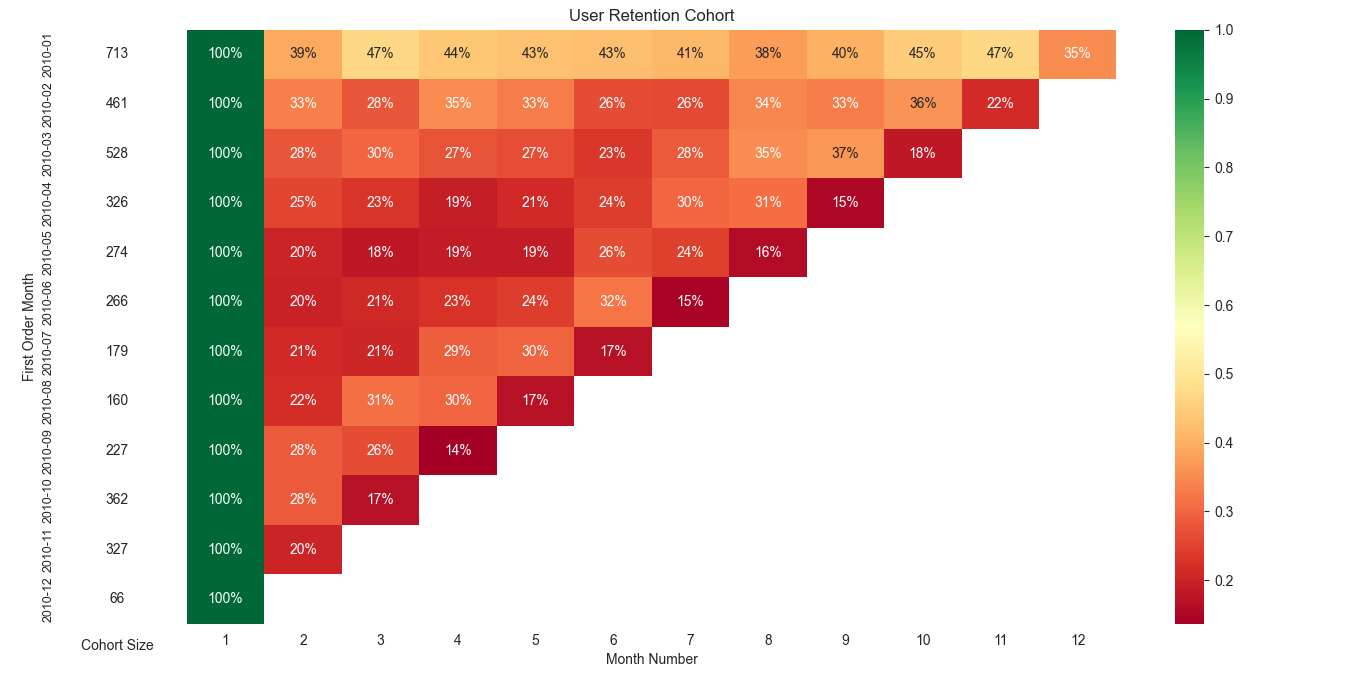 User Retention Cohort
First Order Month
2010-01 713 100% 39% 47% 44% 43% 43% 41% 38% 40% 45% 47% 35%
2010-02 461 100% 33% 28% 35% 33% 26% 26% 34% 33% 36% 22%
2010-03 528 100% 28% 30% 27% 27% 23% 28% 35% 37% 18%
2010-04 326 100% 25% 23% 19% 21% 24% 30% 31% 15%
2010-05 274 100% 20% 18% 19% 19% 26% 24% 16%
2010-06 266 100% 20% 21% 23% 24% 32% 15%
2010-07 179 100% 21% 21% 29% 30% 17%
2010-08 160 100% 22% 31% 30% 17%
2010-09 227 100% 28% 26% 14%
2010-10 362 100% 28% 17%
2010-11 327 100% 20%
2010-12 66 100%
Cohort Size 1 2 3 4 5 6 7 8 9 10 11 12
Month Number
1.0
0.9
0.8
0.7
0.6
0.5
0.4
0.3
0.2